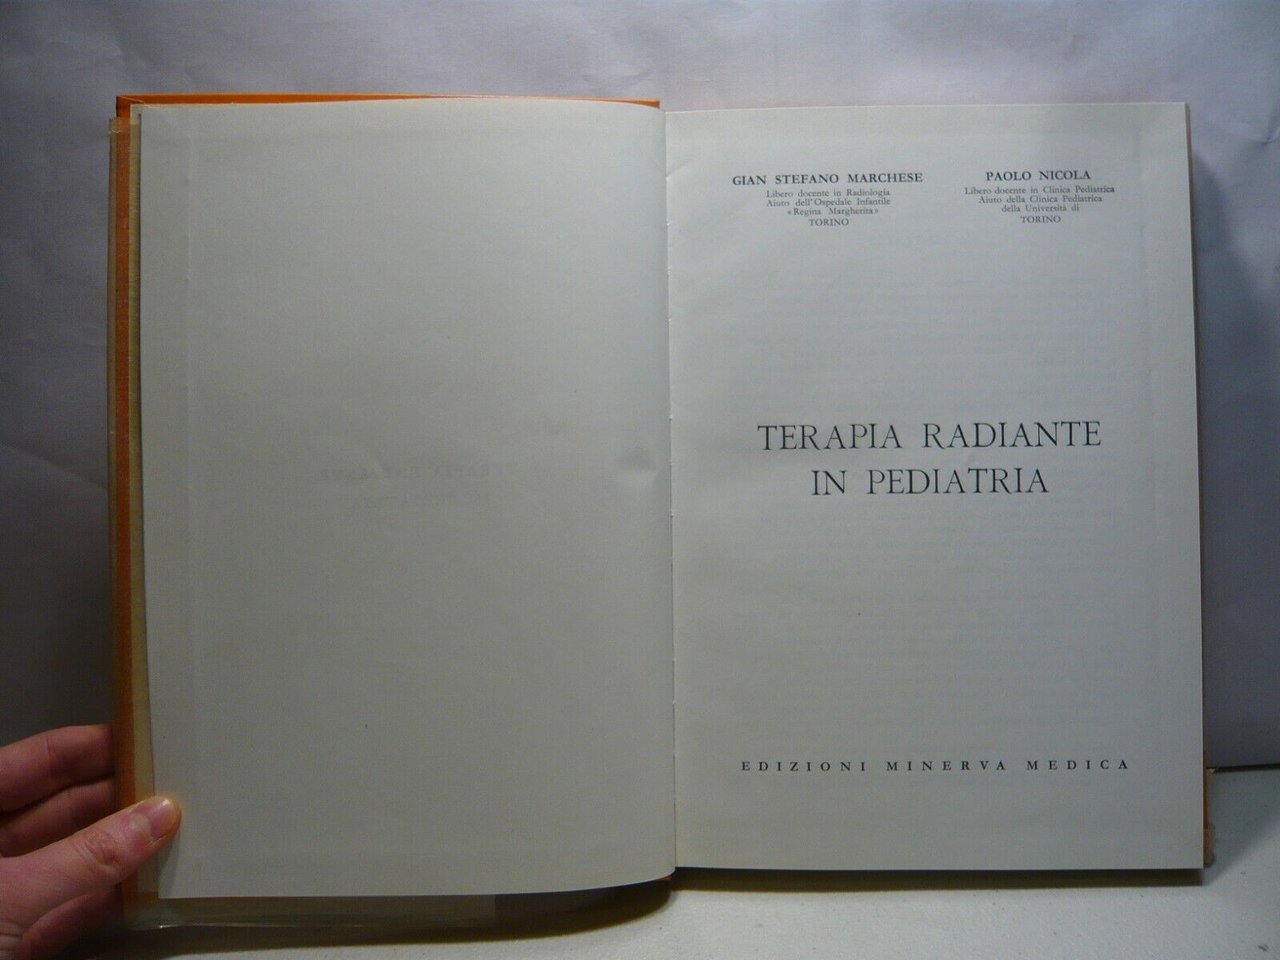 GIAN STEFANO MARCHESE
Libero docente in Radiologia
Aiuto dell'Ospedale Infantile
«Regina Margherita»
TORINO
PAOLO NICOLA
Libero docente in Clinica Pediatrica
Aiuto della Clinica Pediatrica
della Università di
TORINO
TERAPIA RADIANTE
IN PEDIATRIA
EDIZIONI MINERVA MEDICA